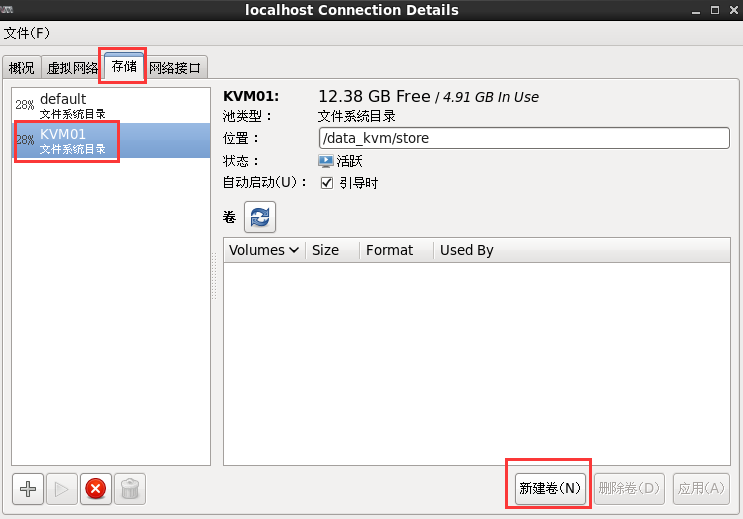 localhost Connection Details
文件(F)
概况 虚拟网络 存储 网络接口
28% default
文件系统目录
28% KVM01
文件系统目录
KVM01: 12.38 GB Free / 4.91 GB In Use
池类型： 文件系统目录
位置： /data_kvm/store
状态： 活跃
自动启动(U)： 引导时
卷
Volumes Size Format Used By
新建卷(N) 删除卷(D) 应用(A)